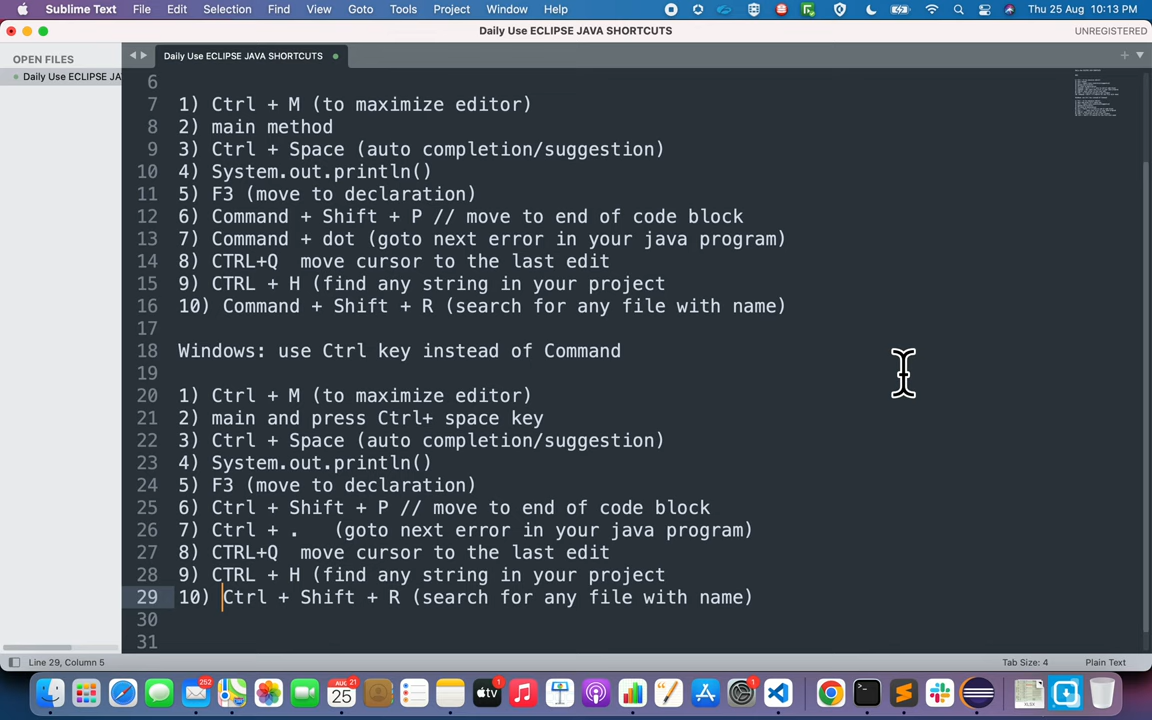 Sublime Text File Edit Selection Find View Goto Tools Project Window Help Thu 25 Aug 10:13 PM
Daily Use ECLIPSE JAVA SHORTCUTS UNREGISTERED
OPEN FILES
Daily Use ECLIPSE JA
Daily Use ECLIPSE JAVA SHORTCUTS
6
7 1) Ctrl + M (to maximize editor)
8 2) main method
9 3) Ctrl + Space (auto completion/suggestion)
10 4) System.out.println()
11 5) F3 (move to declaration)
12 6) Command + Shift + P // move to end of code block
13 7) Command + dot (goto next error in your java program)
14 8) CTRL+Q  move cursor to the last edit
15 9) CTRL + H (find any string in your project
16 10) Command + Shift + R (search for any file with name)
17
18 Windows: use Ctrl key instead of Command
19
20 1) Ctrl + M (to maximize editor)
21 2) main and press Ctrl+ space key
22 3) Ctrl + Space (auto completion/suggestion)
23 4) System.out.println()
24 5) F3 (move to declaration)
25 6) Ctrl + Shift + P // move to end of code block
26 7) Ctrl + .   (goto next error in your java program)
27 8) CTRL+Q  move cursor to the last edit
28 9) CTRL + H (find any string in your project
29 10) Ctrl + Shift + R (search for any file with name)
30
31
Line 29, Column 5 Tab Size: 4 Plain Text
252 AUG 21 25 1 tv 1